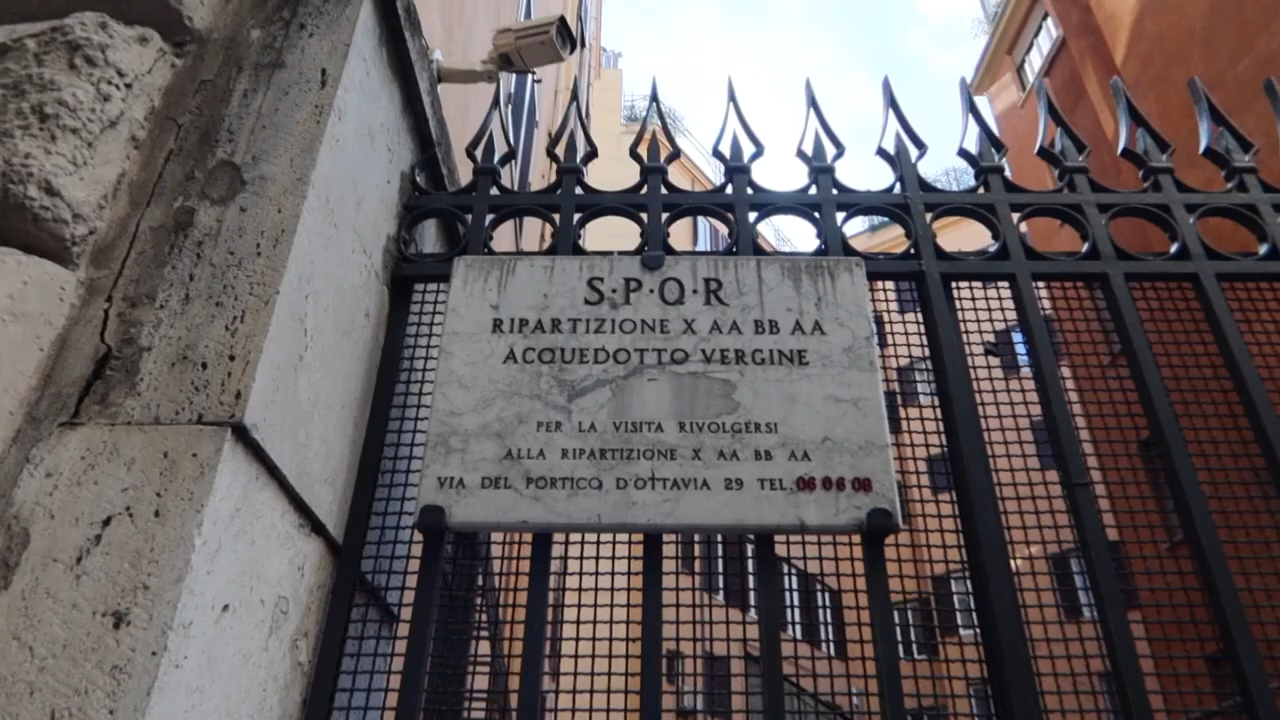 S·P·Q·R
RIPARTIZIONE X AA BB AA
ACQUEDOTTO VERGINE
PER LA VISITA RIVOLGERSI
ALLA RIPARTIZIONE X AA BB AA
VIA DEL PORTICO D'OTTAVIA 29 TEL. 06 06 08